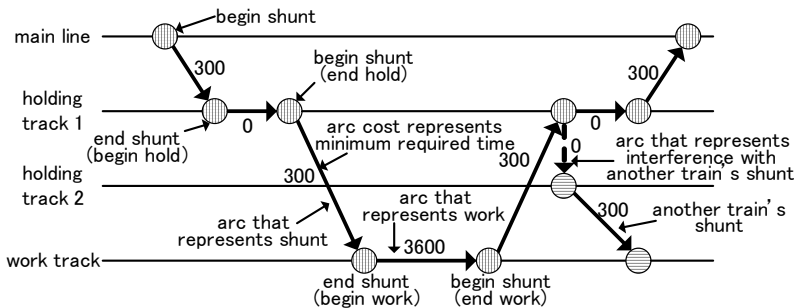 begin shunt
main line
300
begin shunt
(end hold)
300
holding
track 1
end shunt
(begin hold)
0
arc cost represents
minimum required time
0
0
arc that represents
interference with
another train's shunt
300
300
holding
track 2
arc that
represents shunt
arc that
represents work
300
another train's
shunt
3600
work track
end shunt
(begin work)
begin shunt
(end work)